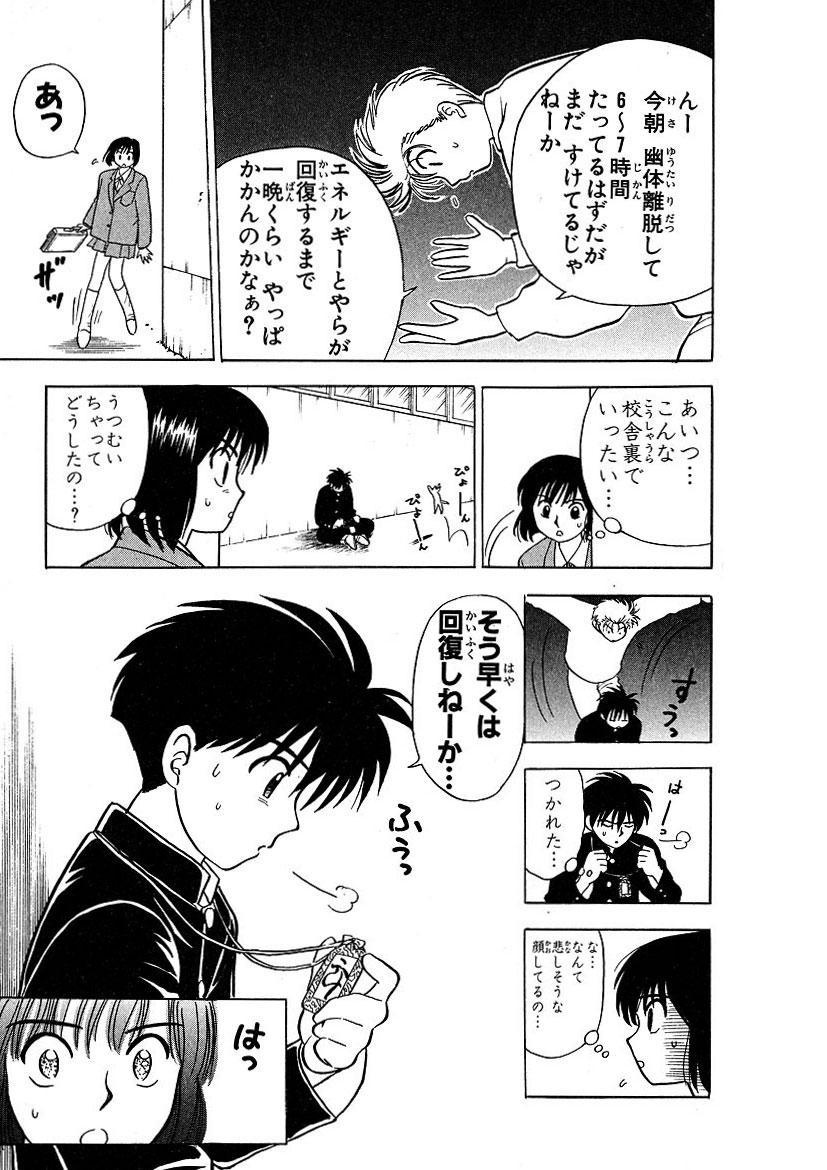 んー
今朝 幽体離脱して
6〜7時間
たってるはずだが
まだ すけてるじゃ
ねーか
エネルギーとやらが
回復するまで
一晩くらい やっぱ
かかんのかなぁ?
あっ
ザッ
あいつ…
こんな
校舎裏で
いったい…
ぴょーん
ぴょーん
うつむい
ちゃって
どうしたの…?
すうっ
はーっ
つかれた…
な…
なんて
悲しそうな
顔してるの…
そう早くは
回復しねーか…
ふうっ
はっ